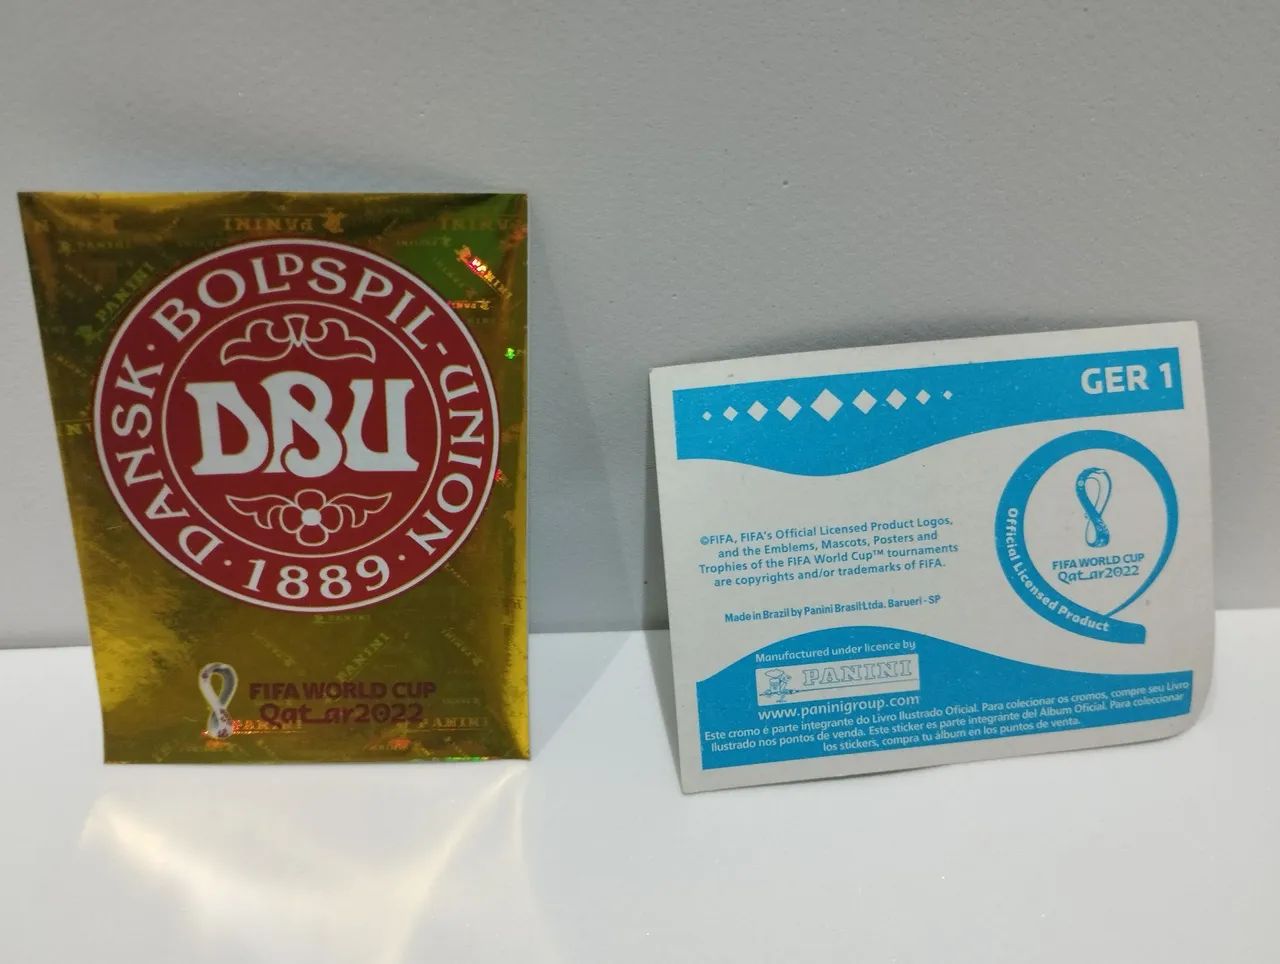 DANSK · BOLDSPIL-UNION ·
DBU
· 1889 ·
FIFA WORLD CUP
Qatar2022
PANINI
PANINI
PANINI
PANINI
GER 1
©FIFA, FIFA's Official Licensed Product Logos,
and the Emblems, Mascots, Posters and
Trophies of the FIFA World Cup™ tournaments
are copyrights and/or trademarks of FIFA.
Made in Brazil by Panini Brasil Ltda. Barueri - SP
FIFA WORLD CUP
Qatar2022
Official Licensed Product
Manufactured under licence by
PANINI
www.paninigroup.com
Este cromo é parte integrante do Livro Ilustrado Oficial. Para colecionar os cromos, compre seu Livro
Ilustrado nos pontos de venda. Este sticker es parte integrante del Álbum Oficial. Para coleccionar
los stickers, compra tu álbum en los puntos de venta.